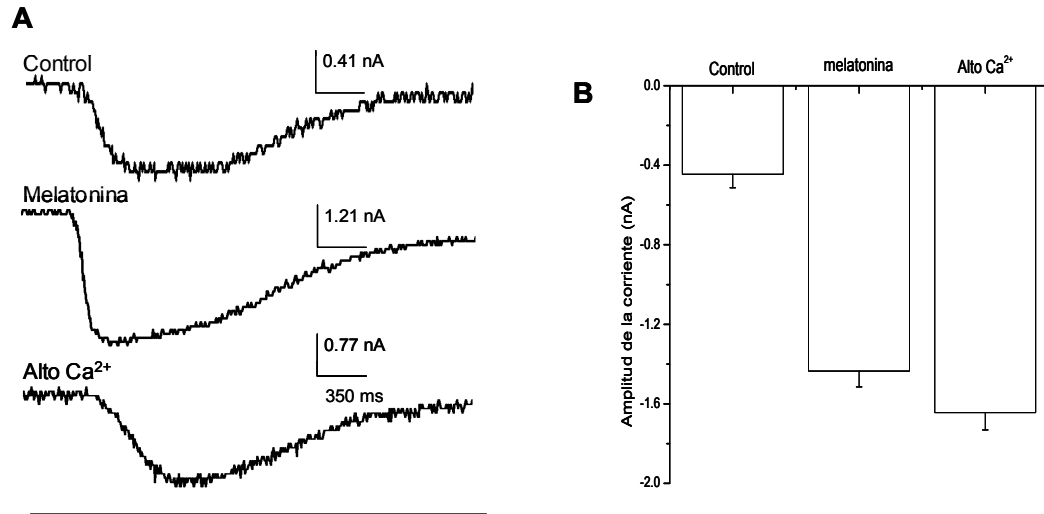 A
Control
0.41 nA
Melatonina
1.21 nA
0.77 nA
Alto Ca²⁺
350 ms
B
Control
melatonina
Alto Ca²⁺
0.0
-0.4
-0.8
-1.2
-1.6
-2.0
Amplitud de la corriente (nA)